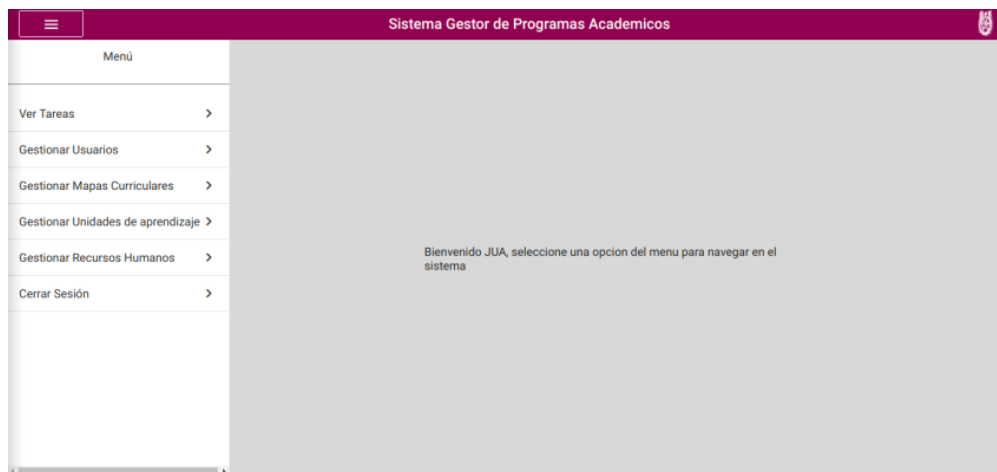 Sistema Gestor de Programas Academicos
Menú
Ver Tareas
Gestionar Usuarios
Gestionar Mapas Curriculares
Gestionar Unidades de aprendizaje
Gestionar Recursos Humanos
Cerrar Sesión
Bienvenido JUA, seleccione una opcion del menu para navegar en el
sistema